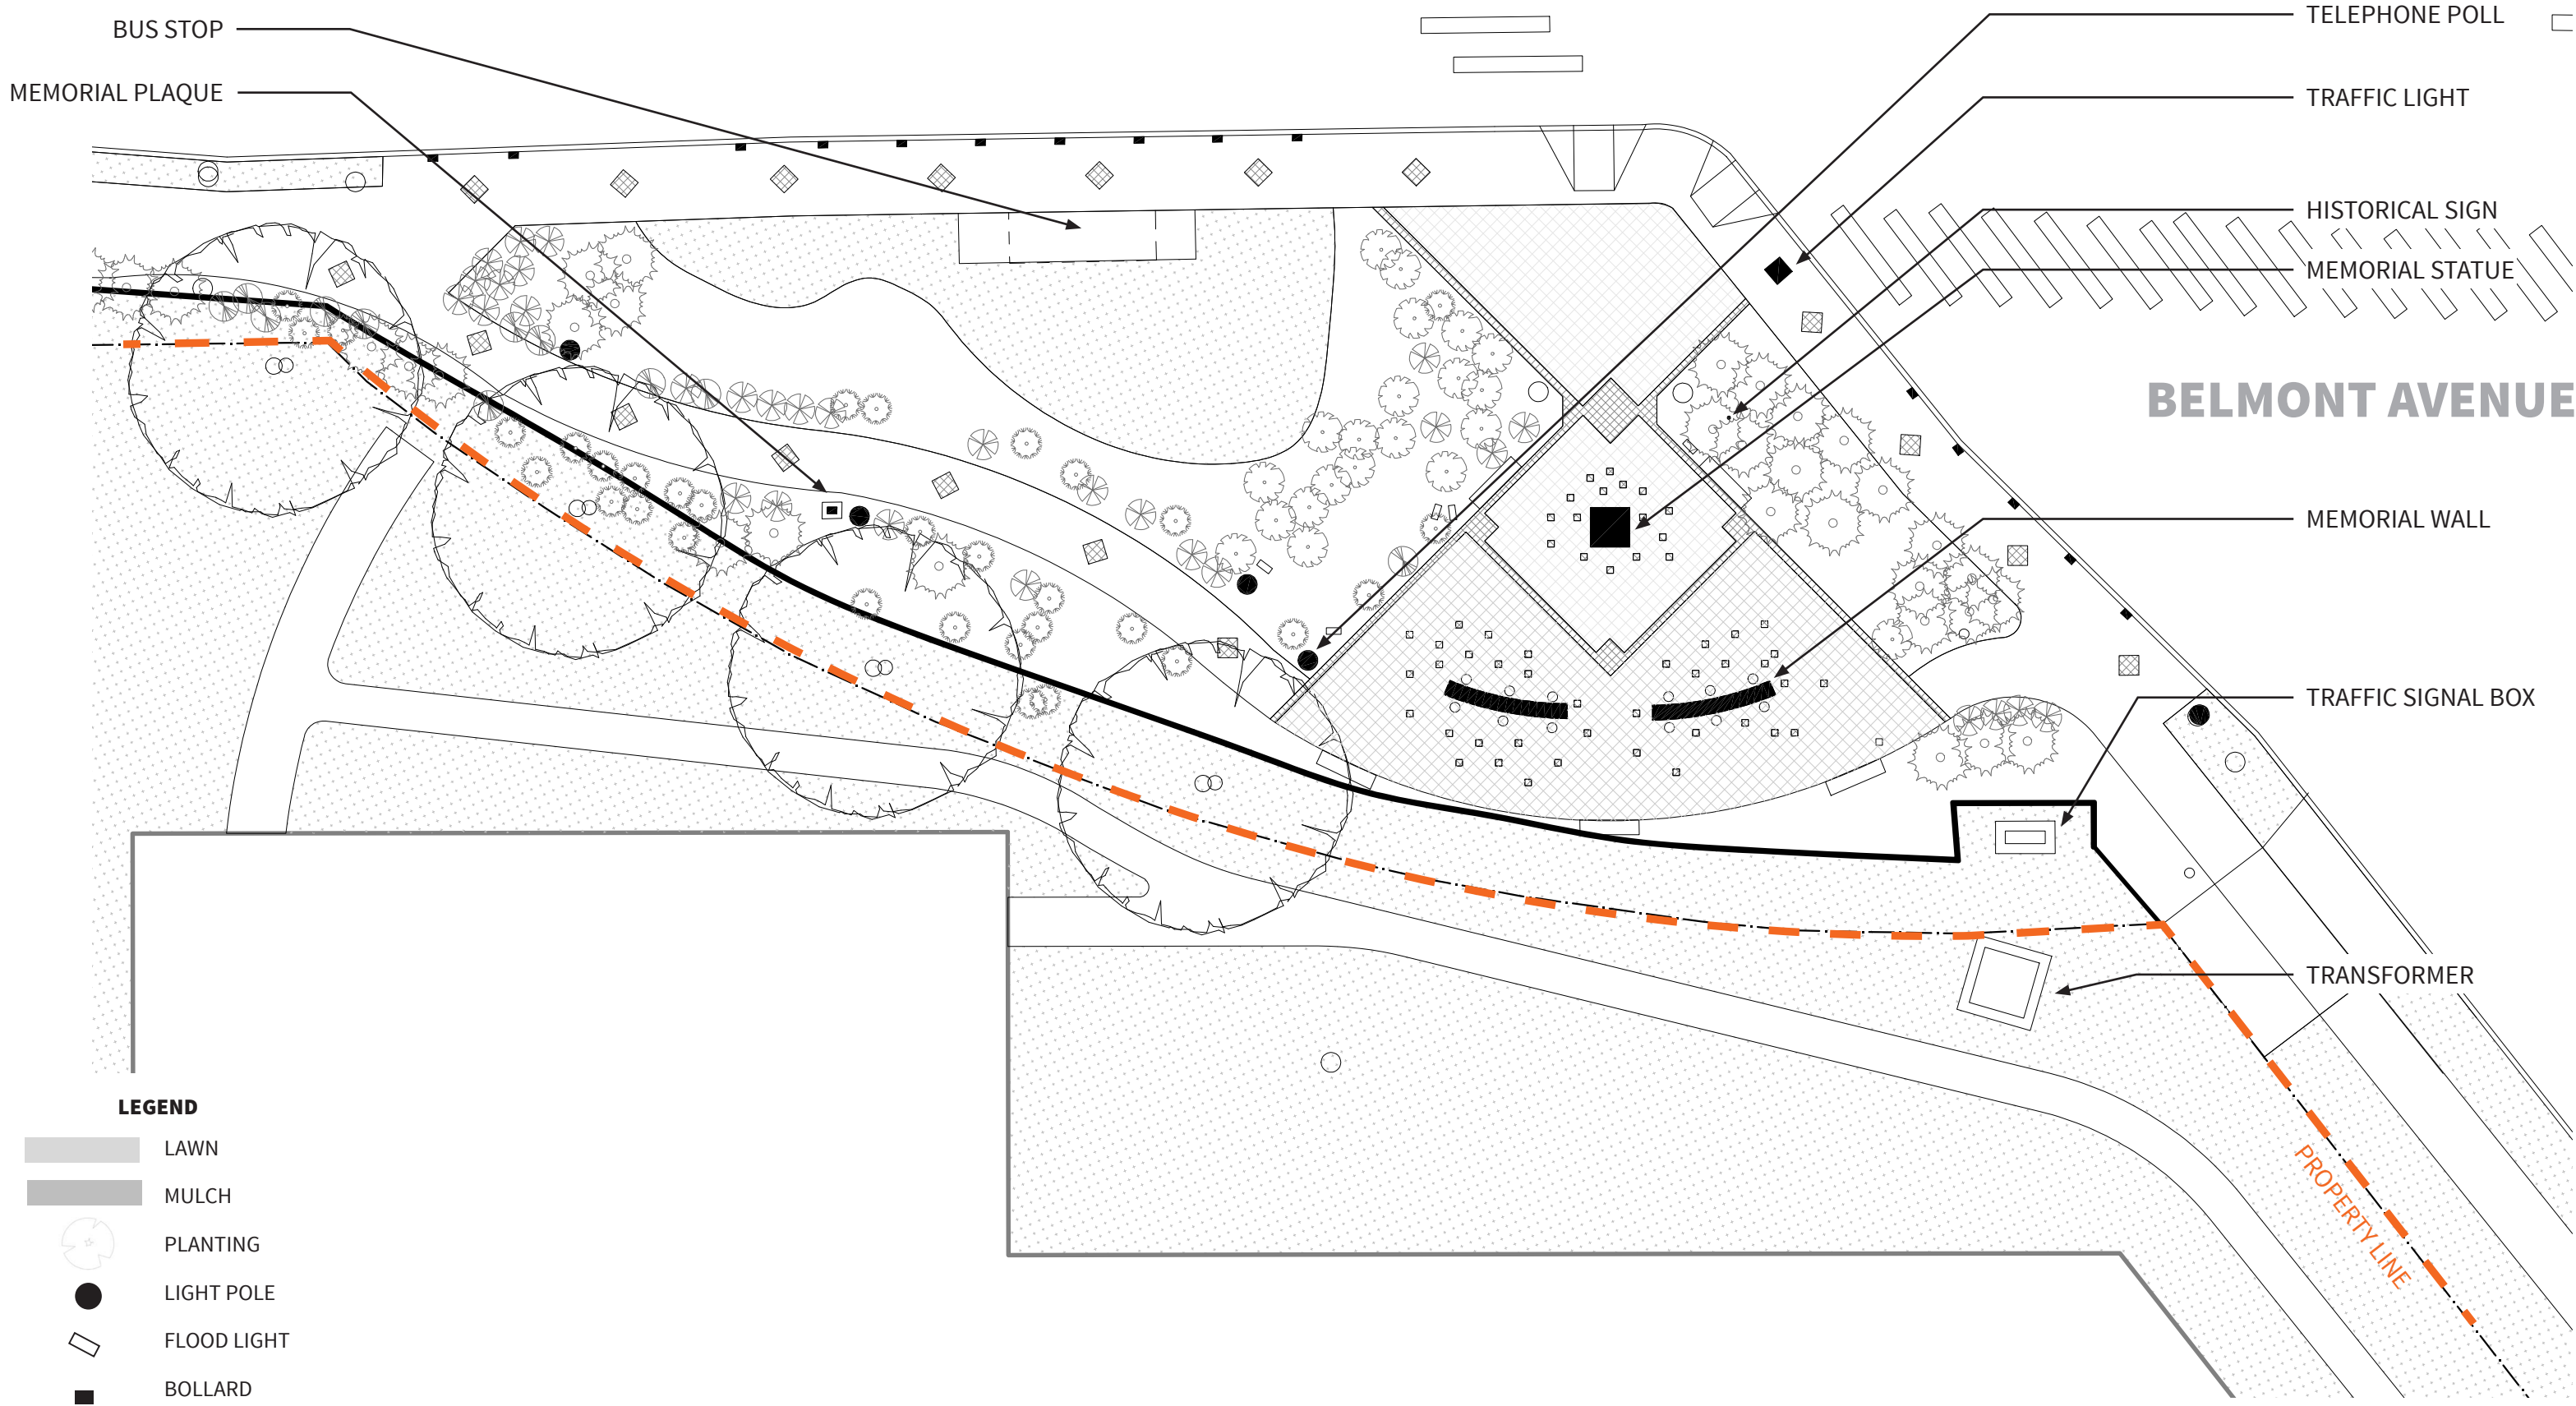 BUS STOP
MEMORIAL PLAQUE
TELEPHONE POLL
TRAFFIC LIGHT
HISTORICAL SIGN
MEMORIAL STATUE
BELMONT AVENUE
MEMORIAL WALL
TRAFFIC SIGNAL BOX
TRANSFORMER
PROPERTY LINE
LEGEND
LAWN
MULCH
PLANTING
LIGHT POLE
FLOOD LIGHT
BOLLARD